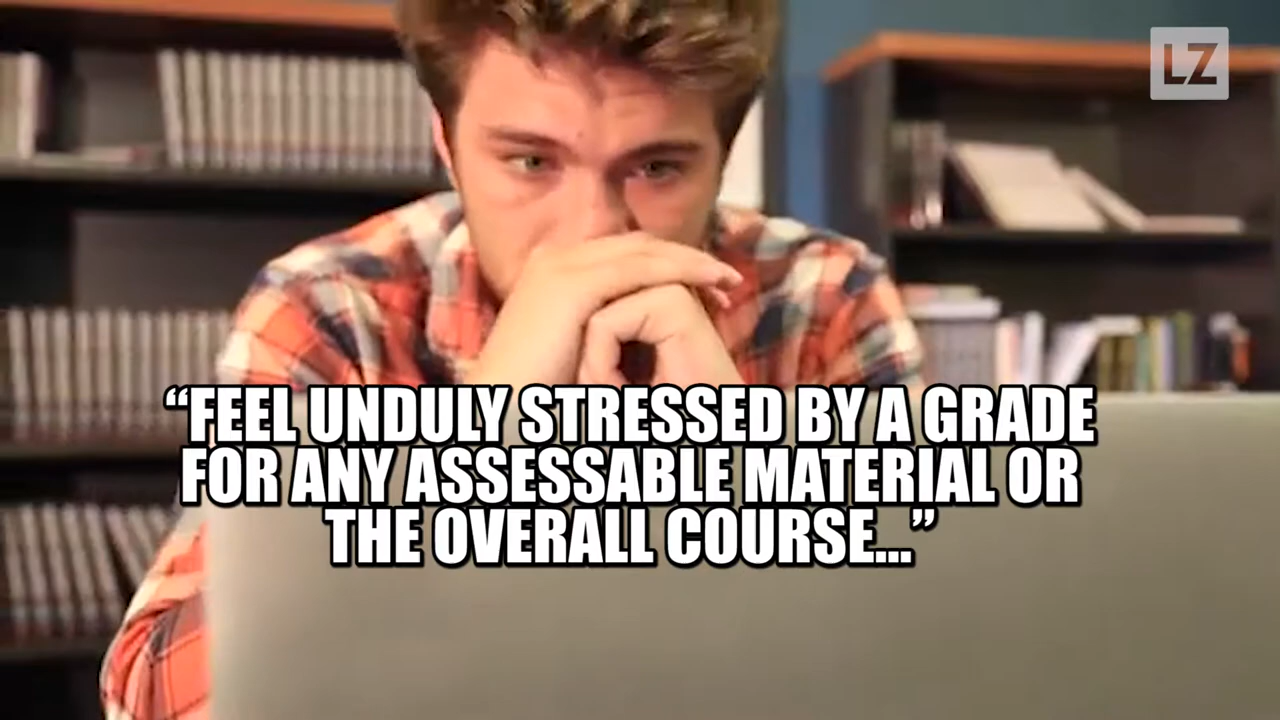 LZ
“FEEL UNDULY STRESSED BY A GRADE
FOR ANY ASSESSABLE MATERIAL OR
THE OVERALL COURSE...”